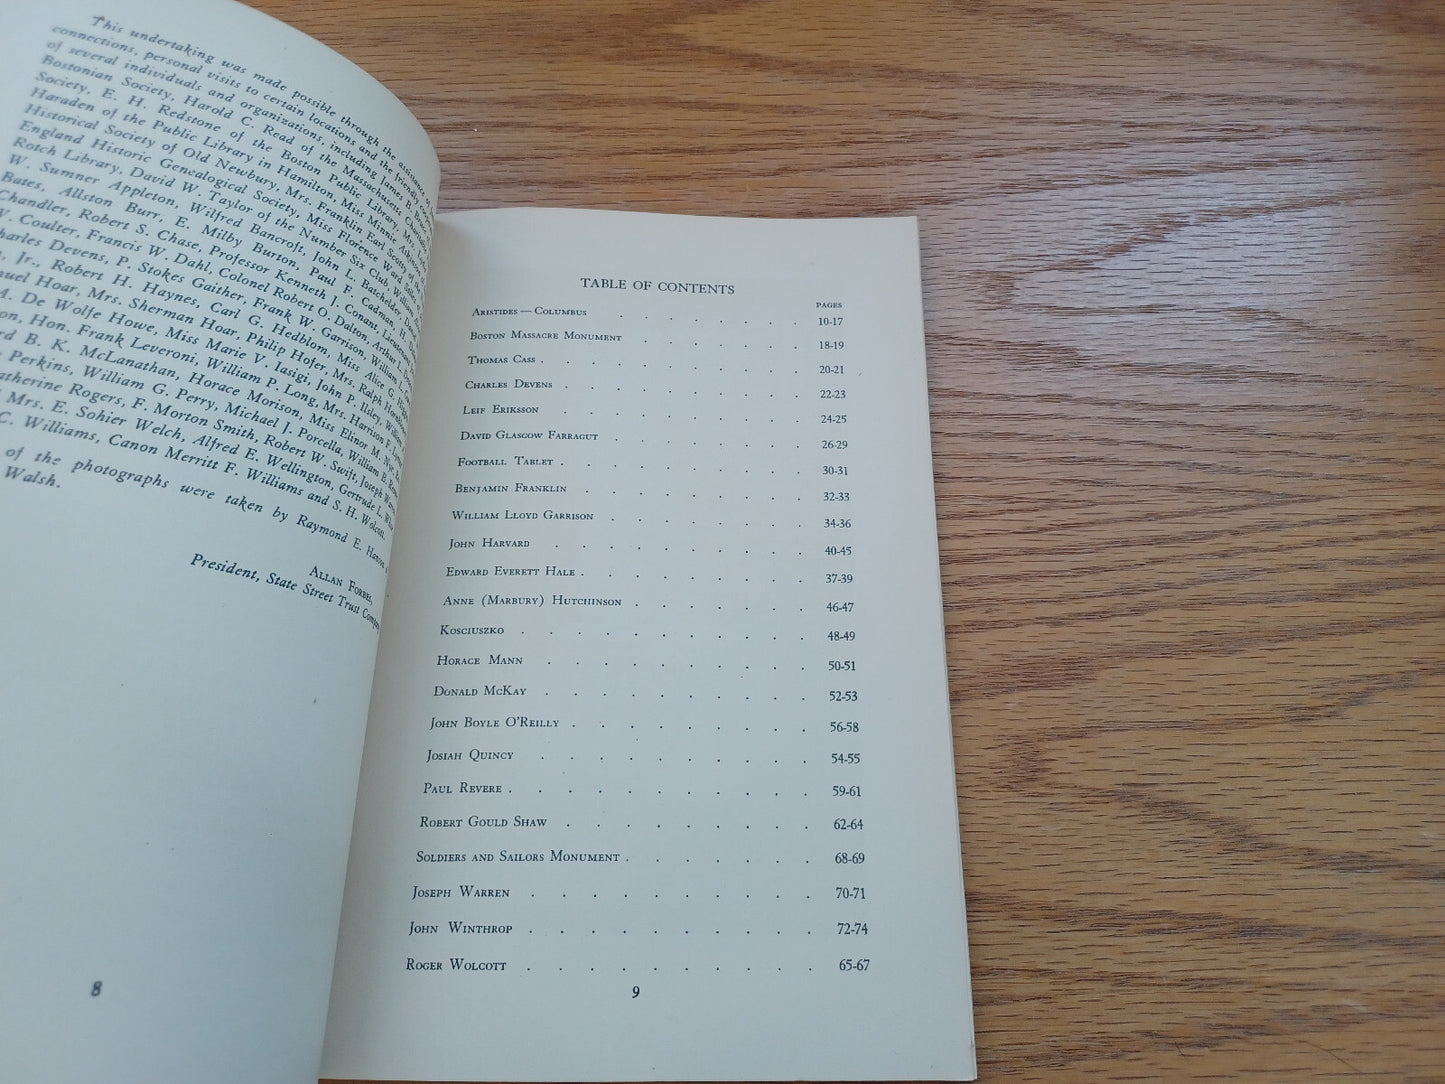 This undertaking was made possible through the assistance
connections, personal visits to certain locations and the friendly
of several individuals and organizations, including James B.
Bostonian Society, Harold C. Read of the Massachusetts
Society, E. H. Redstone of the Boston Public Library, Mrs.
Haraden of the Public Library in Hamilton, Miss Minnie Atkinson
Historical Society of Old Newbury, Mrs. Franklin Earl Scotty of the
England Historic Genealogical Society, Miss Florence Ward
Rotch Library, David W. Taylor of the Number Six Club, William
W. Sumner Appleton, Wilfred Bancroft, John L. Batchelder,
Bates, Allston Burr, E. Milby Burton, Paul F. Cadman, H.
Chandler, Robert S. Chase, Professor Kenneth J. Conant, Lieutenant
W. Coulter, Francis W. Dahl, Colonel Robert O. Dalton, Arthur L.
Charles Devens, P. Stokes Gaither, Frank W. Garrison, William L.
Jr., Robert H. Haynes, Carl G. Hedblom, Miss Alice G.
Hoar, Mrs. Sherman Hoar, Philip Hofer, Mrs. Ralph
A. De Wolfe Howe, Miss Marie V. Iasigi, John P. Ilsley,
Hon. Frank Leveroni, William P. Long, Mrs. Harrison F.
B. K. McLanathan, Horace Morison, Miss Elinor M.
Perkins, William G. Perry, Michael J. Porcella, William B.
Rogers, F. Morton Smith, Robert W. Swift, Joseph
Mrs. E. Sohier Welch, Alfred E. Wellington, Gertrude L.
C. Williams, Canon Merritt F. Williams and S. H. Wolcott.
of the photographs were taken by Raymond E.
Walsh.
Allan Forbes,
President, State Street Trust Company
8
TABLE OF CONTENTS
PAGES
Aristides — Columbus . . . . . . . 10-17
Boston Massacre Monument . . . . . . 18-19
Thomas Cass . . . . . . . . . 20-21
Charles Devens . . . . . . . . . 22-23
Leif Eriksson . . . . . . . . . 24-25
David Glasgow Farragut . . . . . . . 26-29
Football Tablet . . . . . . . . . 30-31
Benjamin Franklin . . . . . . . . 32-33
William Lloyd Garrison . . . . . . . 34-36
John Harvard . . . . . . . . . 40-45
Edward Everett Hale . . . . . . . . 37-39
Anne (Marbury) Hutchinson . . . . . . 46-47
Kosciuszko . . . . . . . . . . 48-49
Horace Mann . . . . . . . . . 50-51
Donald McKay . . . . . . . . . 52-53
John Boyle O'Reilly . . . . . . . . 56-58
Josiah Quincy . . . . . . . . . 54-55
Paul Revere . . . . . . . . . . 59-61
Robert Gould Shaw . . . . . . . . 62-64
Soldiers and Sailors Monument . . . . . . 68-69
Joseph Warren . . . . . . . . . 70-71
John Winthrop . . . . . . . . . 72-74
Roger Wolcott . . . . . . . . . 65-67
9